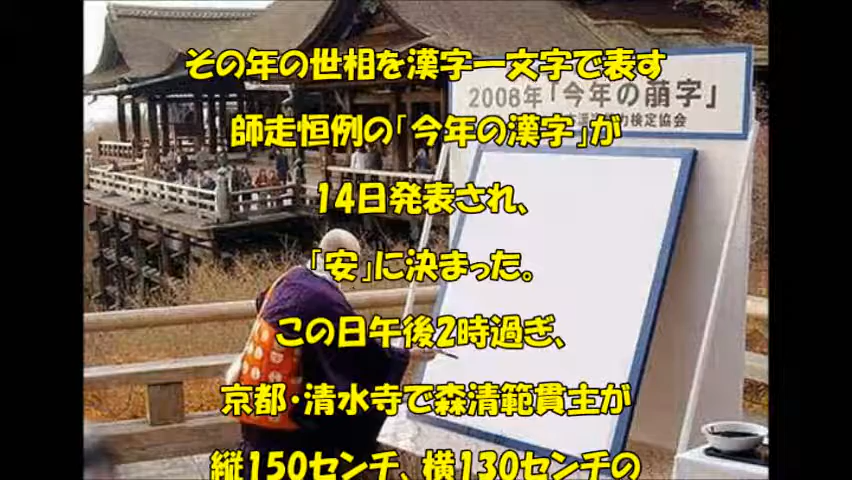 その年の世相を漢字一文字で表す
2008年「今年の萌字」
師走恒例の「今年の漢字」が
検定協会
14日発表され、
「安」に決まった。
この日午後2時過ぎ、
京都・清水寺で森清範貫主が
縦150センチ、横130センチの